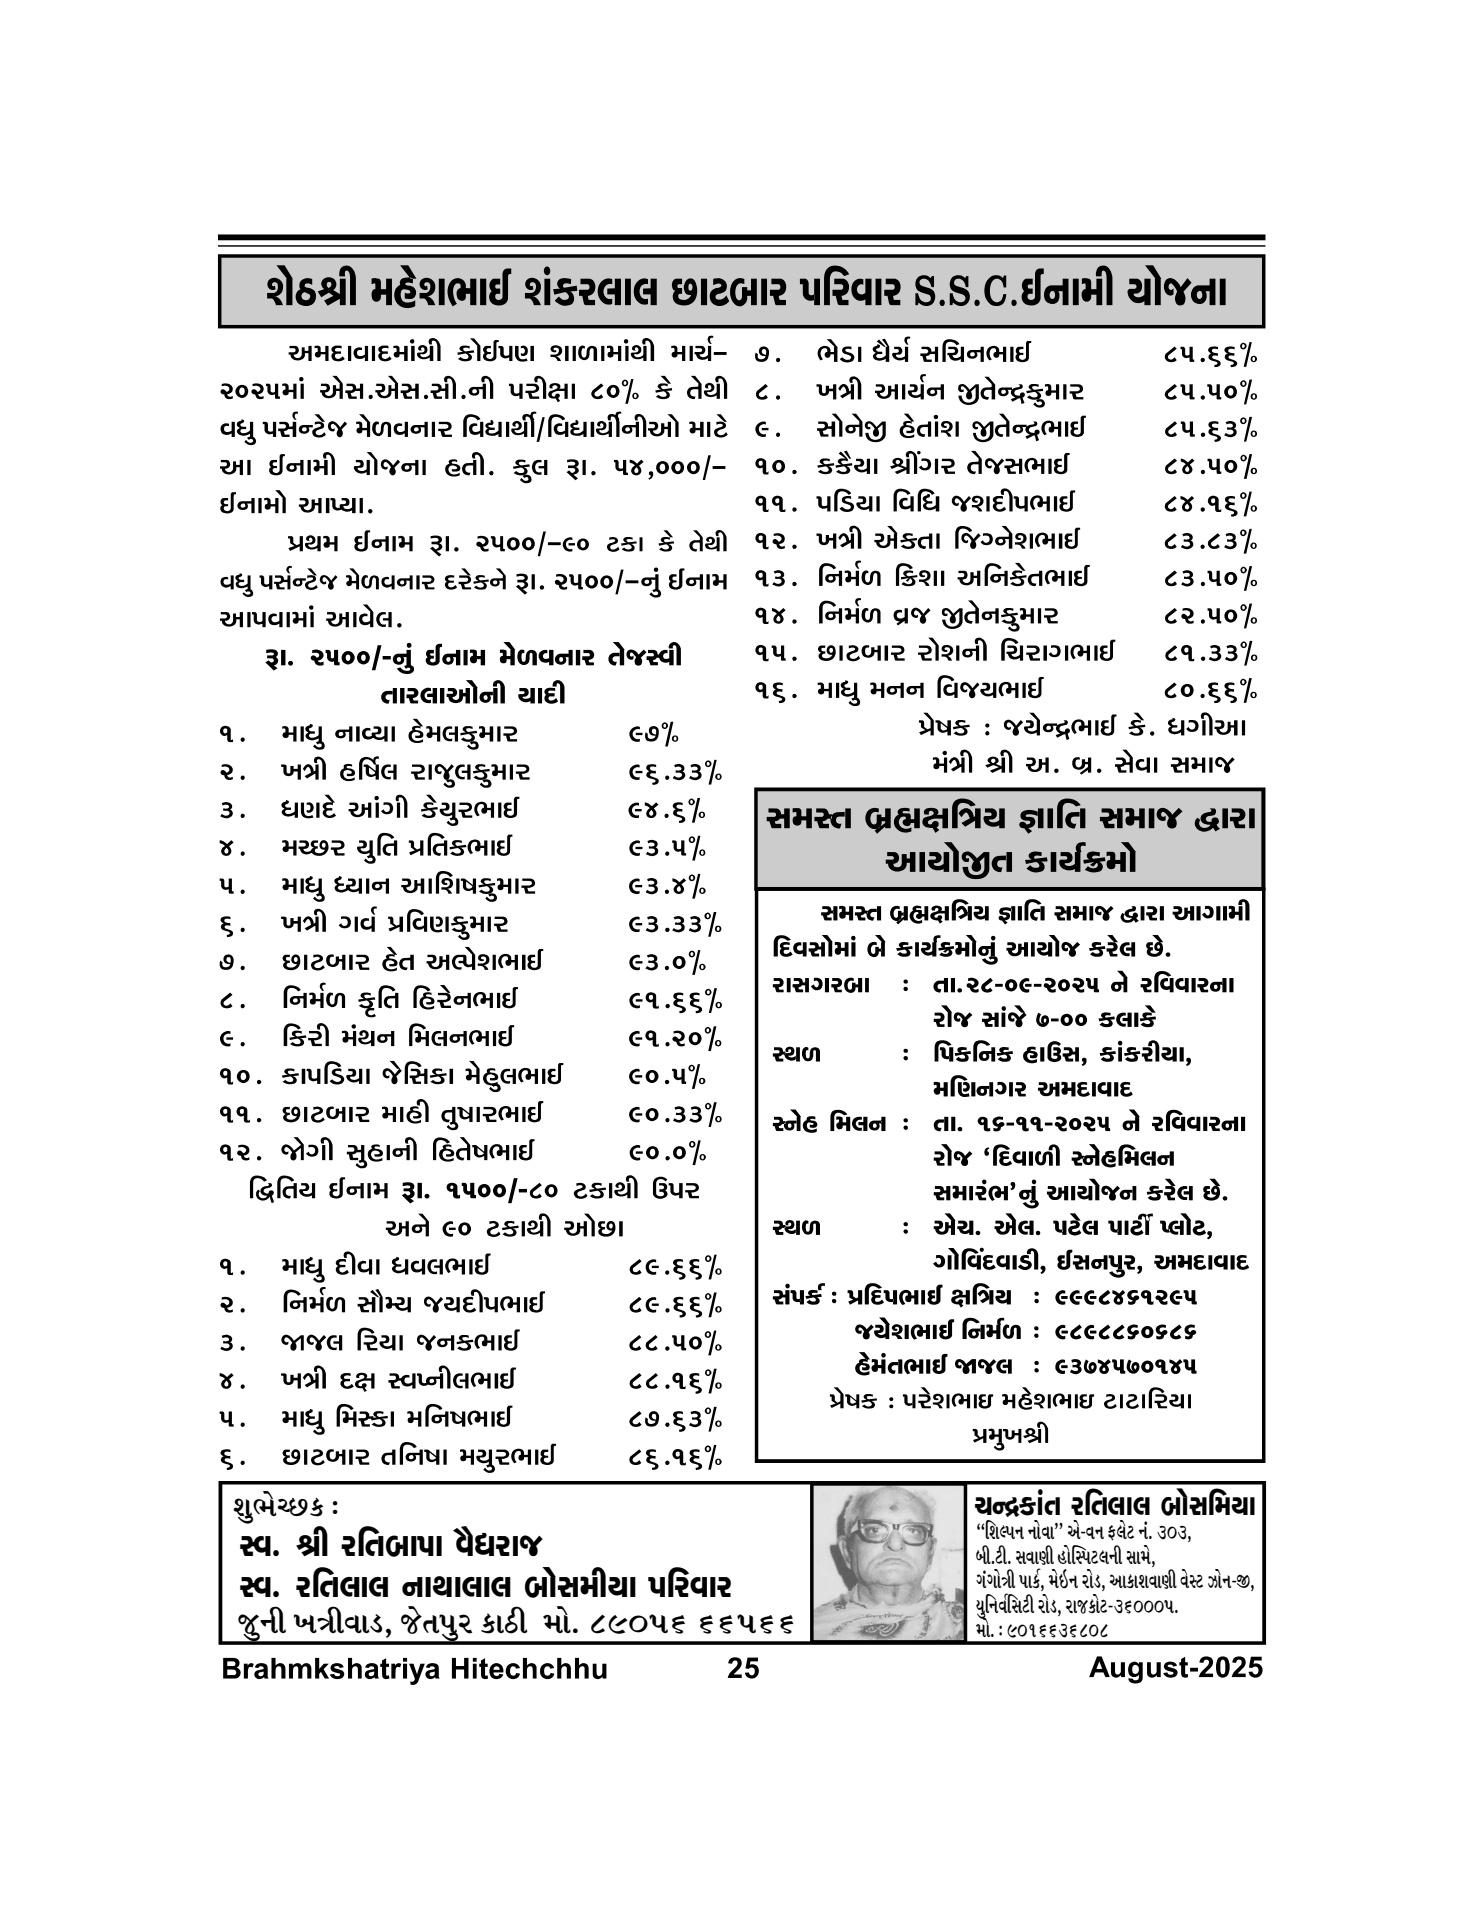 શેઠશ્રી મહેશભાઈ શંકરલાલ છાટબાર પરિવાર S.S.C.ઈનામી યોજના
અમદાવાદમાંથી કોઈપણ શાળામાંથી માર્ચ–
૨૦૨૫માં એસ.એસ.સી.ની પરીક્ષા ૮૦% કે તેથી
વધુ પર્સન્ટેજ મેળવનાર વિદ્યાર્થી/વિદ્યાર્થીનીઓ માટે
આ ઈનામી યોજના હતી. કુલ રૂા. ૫૪,૦૦૦/–
ઈનામો આપ્યા.
પ્રથમ ઈનામ રૂા. ૨૫૦૦/–૯૦ ટકા કે તેથી
વધુ પર્સન્ટેજ મેળવનાર દરેકને રૂા. ૨૫૦૦/–નું ઈનામ
આપવામાં આવેલ.
રૂા. ૨૫૦૦/-નું ઈનામ મેળવનાર તેજસ્વી
તારલાઓની યાદી
૧. માધુ નાવ્યા હેમલકુમાર ૯૭%
૨. ખત્રી હર્ષિલ રાજુલકુમાર ૯૬.૩૩%
૩. ધણદે આંગી કેયુરભાઈ ૯૪.૬%
૪. મચ્છર યુતિ પ્રતિકભાઈ ૯૩.૫%
૫. માધુ ધ્યાન આશિષકુમાર ૯૩.૪%
૬. ખત્રી ગર્વ પ્રવિણકુમાર ૯૩.૩૩%
૭. છાટબાર હેત અલ્પેશભાઈ ૯૩.૦%
૮. નિર્મળ કૃતિ હિરેનભાઈ ૯૧.૬૬%
૯. કિરી મંથન મિલનભાઈ ૯૧.૨૦%
૧૦. કાપડિયા જેસિકા મેહુલભાઈ ૯૦.૫%
૧૧. છાટબાર માહી તુષારભાઈ ૯૦.૩૩%
૧૨. જોગી સુહાની હિતેષભાઈ ૯૦.૦%
દ્વિતિય ઈનામ રૂા. ૧૫૦૦/-૮૦ ટકાથી ઉપર
અને ૯૦ ટકાથી ઓછા
૧. માધુ દીવા ધવલભાઈ ૮૯.૬૬%
૨. નિર્મળ સૌમ્ય જયદીપભાઈ ૮૯.૬૬%
૩. જાજલ રિયા જનકભાઈ ૮૮.૫૦%
૪. ખત્રી દક્ષ સ્વપ્નીલભાઈ ૮૮.૧૬%
૫. માધુ મિસ્કા મનિષભાઈ ૮૭.૬૩%
૬. છાટબાર તનિષા મયુરભાઈ ૮૬.૧૬%
૭. ભેડા ધૈર્ય સચિનભાઈ ૮૫.૬૬%
૮. ખત્રી આર્યન જીતેન્દ્રકુમાર ૮૫.૫૦%
૯. સોનેજી હેતાંશ જીતેન્દ્રભાઈ ૮૫.૬૩%
૧૦. કકૈયા શ્રીંગર તેજસભાઈ ૮૪.૫૦%
૧૧. પડિયા વિધિ જશદીપભાઈ ૮૪.૧૬%
૧૨. ખત્રી એકતા જિગ્નેશભાઈ ૮૩.૮૩%
૧૩. નિર્મળ ક્રિશા અનિકેતભાઈ ૮૩.૫૦%
૧૪. નિર્મળ વ્રજ જીતેનકુમાર ૮૨.૫૦%
૧૫. છાટબાર રોશની ચિરાગભાઈ ૮૧.૩૩%
૧૬. માધુ મનન વિજયભાઈ ૮૦.૬૬%
પ્રેષક : જયેન્દ્રભાઈ કે. ધગીઆ
મંત્રી શ્રી અ. બ્ર. સેવા સમાજ
સમસ્ત બ્રહ્મક્ષત્રિય જ્ઞાતિ સમાજ દ્વારા
આયોજીત કાર્યક્રમો
સમસ્ત બ્રહ્મક્ષત્રિય જ્ઞાતિ સમાજ દ્વારા આગામી
દિવસોમાં બે કાર્યક્રમોનું આયોજ કરેલ છે.
રાસગરબા : તા.૨૮-૦૯-૨૦૨૫ ને રવિવારના
રોજ સાંજે ૭-૦૦ કલાકે
સ્થળ : પિકનિક હાઉસ, કાંકરીયા,
મણિનગર અમદાવાદ
સ્નેહ મિલન : તા. ૧૬-૧૧-૨૦૨૫ ને રવિવારના
રોજ ‘દિવાળી સ્નેહમિલન
સમારંભ’નું આયોજન કરેલ છે.
સ્થળ : એચ. એલ. પટેલ પાર્ટી પ્લોટ,
ગોવિંદવાડી, ઈસનપુર, અમદાવાદ
સંપર્ક : પ્રદિપભાઈ ક્ષત્રિય : ૯૯૯૮૪૬૧૨૯૫
જયેશભાઈ નિર્મળ : ૯૮૯૮૮૬૦૬૮૬
હેમંતભાઈ જાજલ : ૯૩૭૪૫૭૦૧૪૫
પ્રેષક : પરેશભાઇ મહેશભાઇ ટાટારિયા
પ્રમુખશ્રી
શુભેચ્છક :
સ્વ. શ્રી રતિબાપા વૈદ્યરાજ
સ્વ. રતિલાલ નાથાલાલ બોસમીયા પરિવાર
જુની ખત્રીવાડ, જેતપુર કાઠી મો. ૮૯૦૫૬ ૬૬૫૬૬
ચન્દ્રકાંત રતિલાલ બોસમિયા
“શિલ્પન નોવા” એ-વન ફ્લેટ નં. ૩૦૩,
બી.ટી. સવાણી હોસ્પિટલની સામે,
ગંગોત્રી પાર્ક, મેઇન રોડ, આકાશવાણી વેસ્ટ ઝોન-જી,
યુનિર્વસિટી રોડ, રાજકોટ-૩૬૦૦૦૫.
મો. : ૯૦૧૬૬૩૬૮૦૮
Brahmkshatriya Hitechchhu 25 August-2025